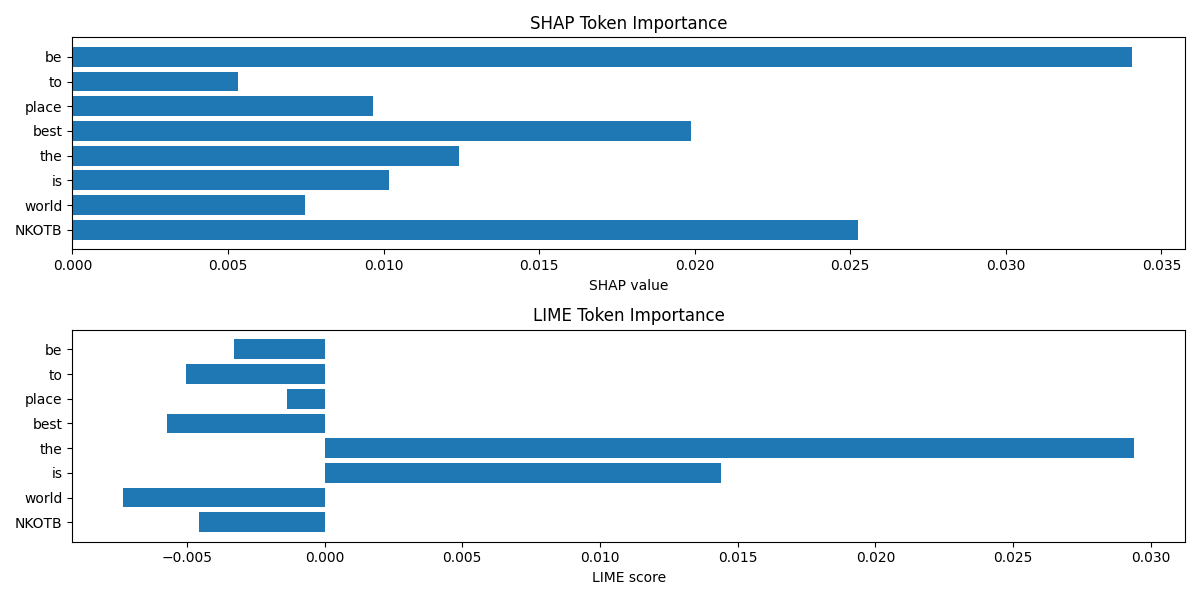 SHAP Token Importance
be
to
place
best
the
is
world
NKOTB
0.000 0.005 0.010 0.015 0.020 0.025 0.030 0.035
SHAP value
LIME Token Importance
be
to
place
best
the
is
world
NKOTB
−0.005 0.000 0.005 0.010 0.015 0.020 0.025 0.030
LIME score